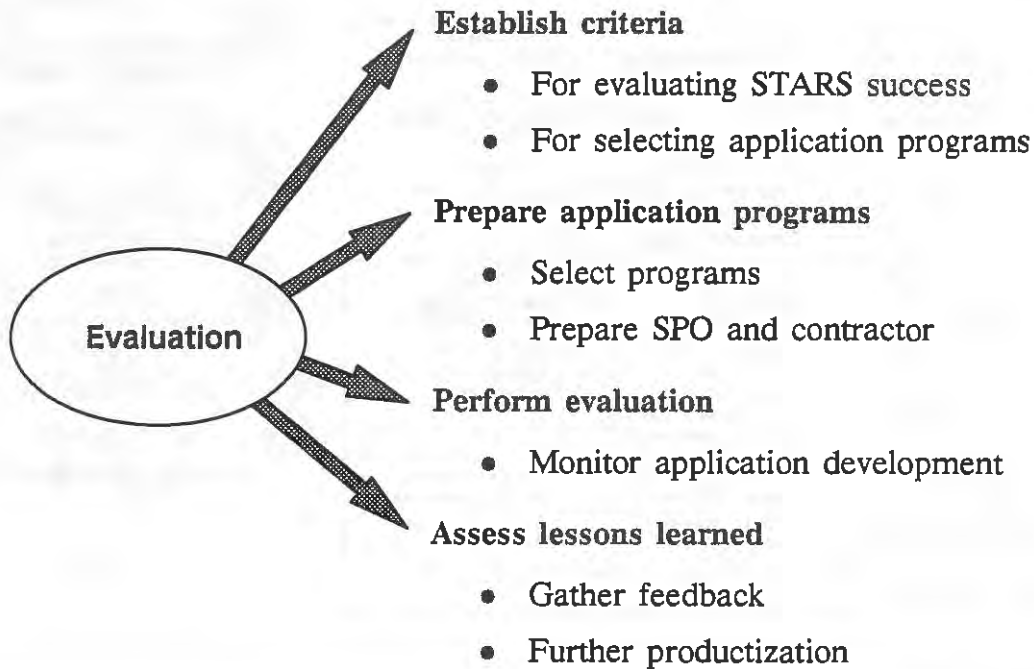 Establish criteria
• For evaluating STARS success
• For selecting application programs
Prepare application programs
• Select programs
• Prepare SPO and contractor
Evaluation
Perform evaluation
• Monitor application development
Assess lessons learned
• Gather feedback
• Further productization